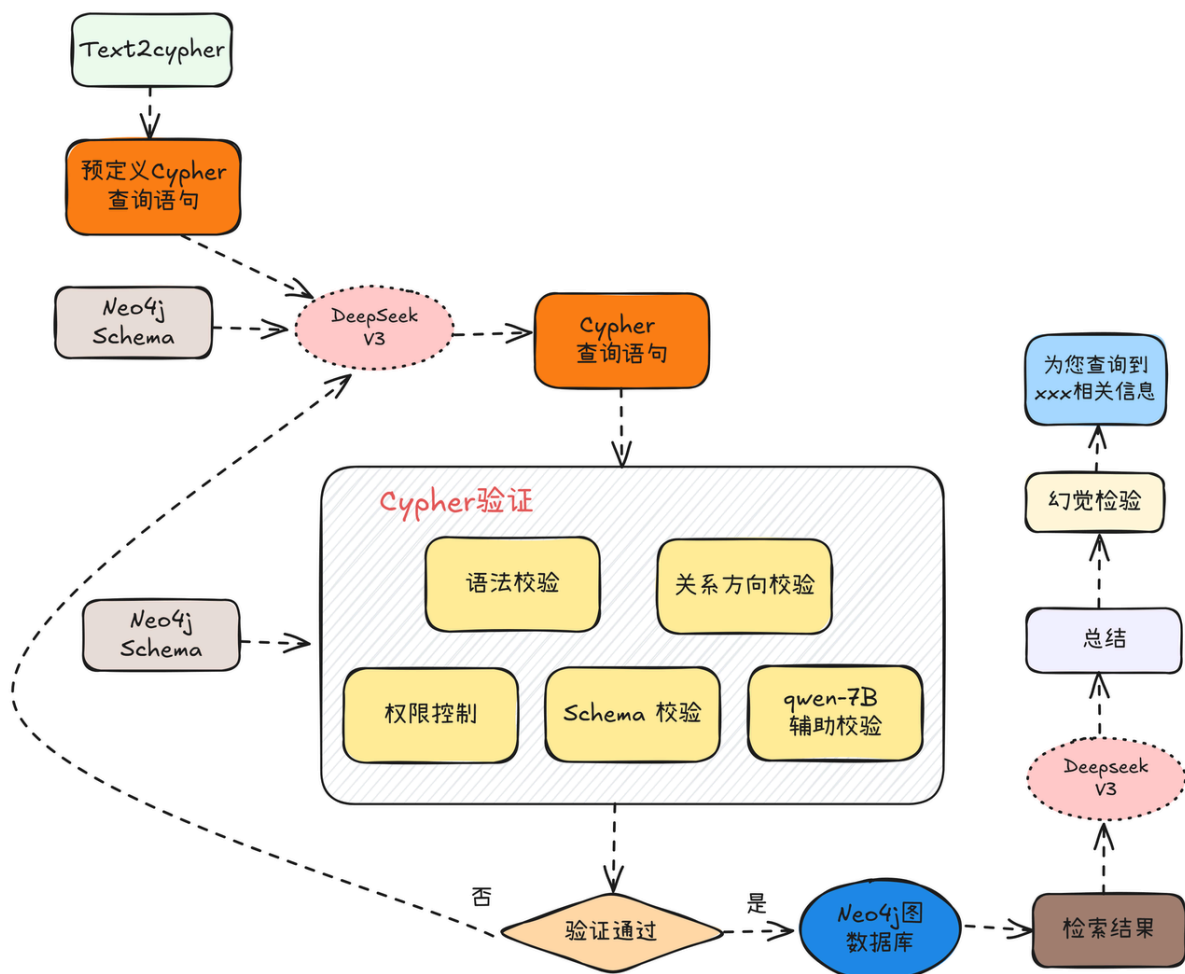 Text2cypher
预定义Cypher
查询语句
Neo4j
Schema
DeepSeek
V3
Cypher
查询语句
Cypher验证
语法校验
关系方向校验
权限控制
Schema 校验
qwen-7B
辅助校验
Neo4j
Schema
否
验证通过
是
Neo4j图
数据库
检索结果
Deepseek
V3
总结
幻觉检验
为您查询到
xxx相关信息